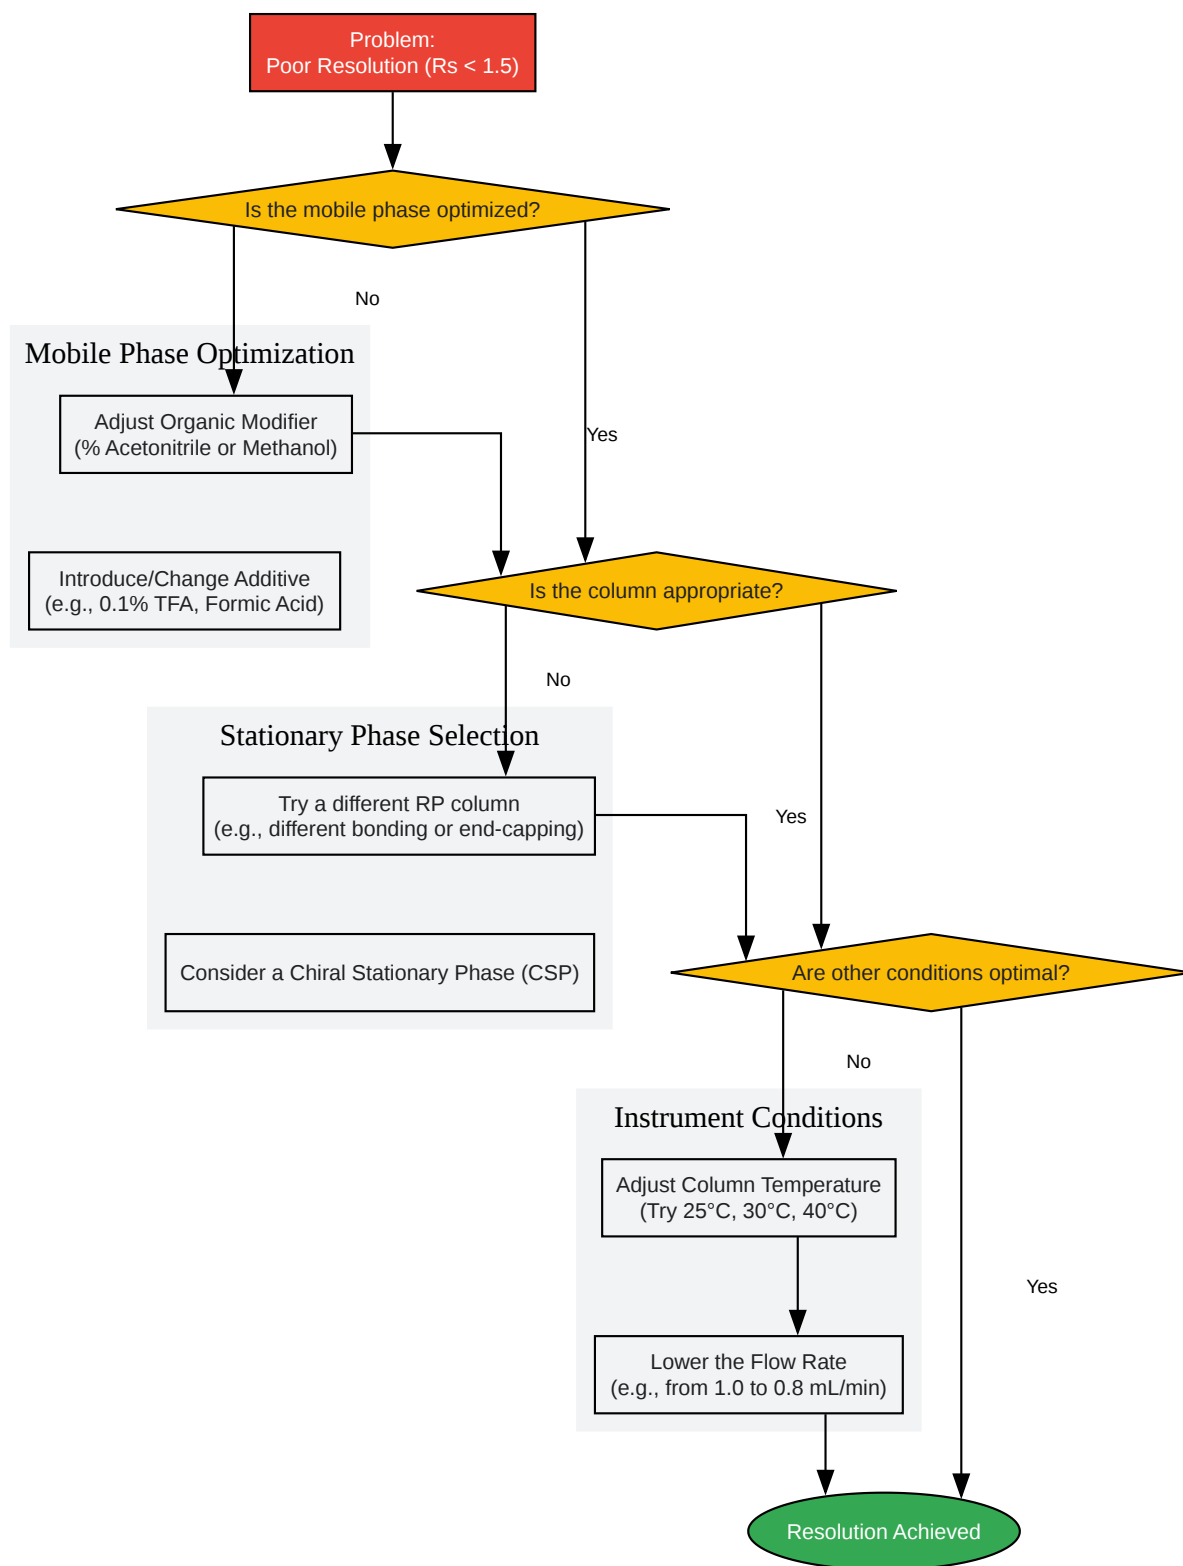 Problem:
Poor Resolution (Rs < 1.5)
Is the mobile phase optimized?
No
Mobile Phase Optimization
Adjust Organic Modifier
(% Acetonitrile or Methanol)
Yes
Introduce/Change Additive
(e.g., 0.1% TFA, Formic Acid)
Is the column appropriate?
No
Stationary Phase Selection
Try a different RP column
(e.g., different bonding or end-capping)
Yes
Consider a Chiral Stationary Phase (CSP)
Are other conditions optimal?
No
Instrument Conditions
Adjust Column Temperature
(Try 25°C, 30°C, 40°C)
Yes
Lower the Flow Rate
(e.g., from 1.0 to 0.8 mL/min)
Resolution Achieved